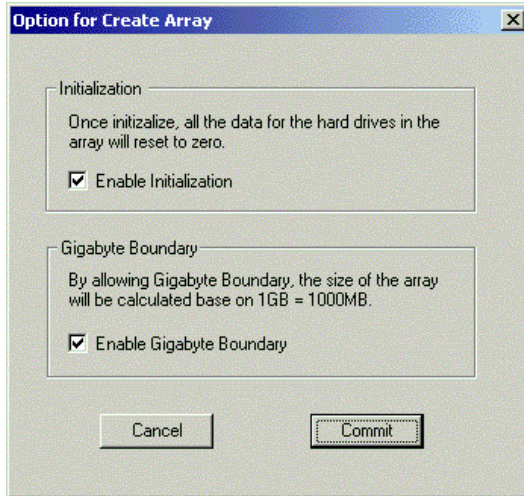 Option for Create Array
Initialization
Once initizalize, all the data for the hard drives in the
array will reset to zero.
Enable Initialization
Gigabyte Boundary
By allowing Gigabyte Boundary, the size of the array
will be calculated base on 1GB = 1000MB.
Enable Gigabyte Boundary
Cancel
Commit